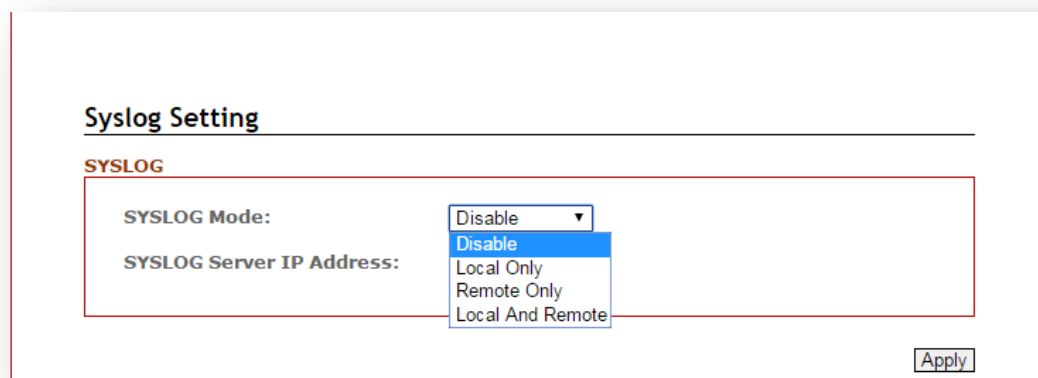 Syslog Setting
SYSLOG
SYSLOG Mode:
Disable
Disable
SYSLOG Server IP Address:
Local Only
Remote Only
Local And Remote
Apply